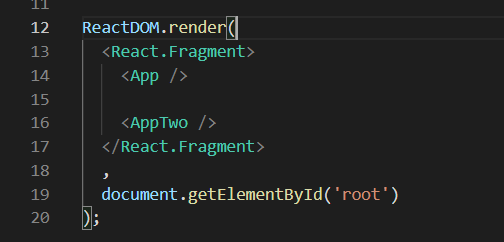 11
12 ReactDOM.render(
13   <React.Fragment>
14     <App />
15
16     <AppTwo />
17   </React.Fragment>
18   ,
19   document.getElementById('root')
20 );